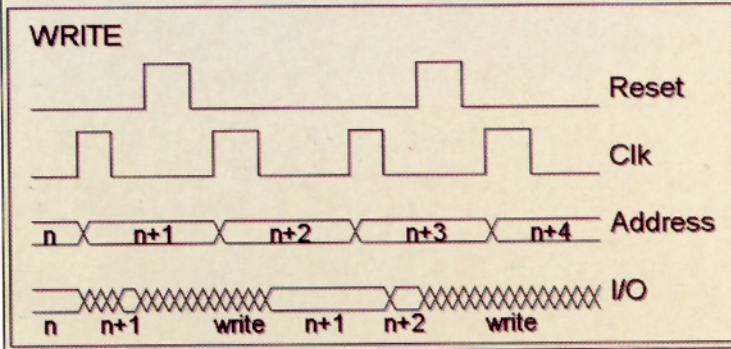 WRITE
Reset
Clk
n n+1 n+2 n+3 n+4 Address
I/O
n n+1 write n+1 n+2 write